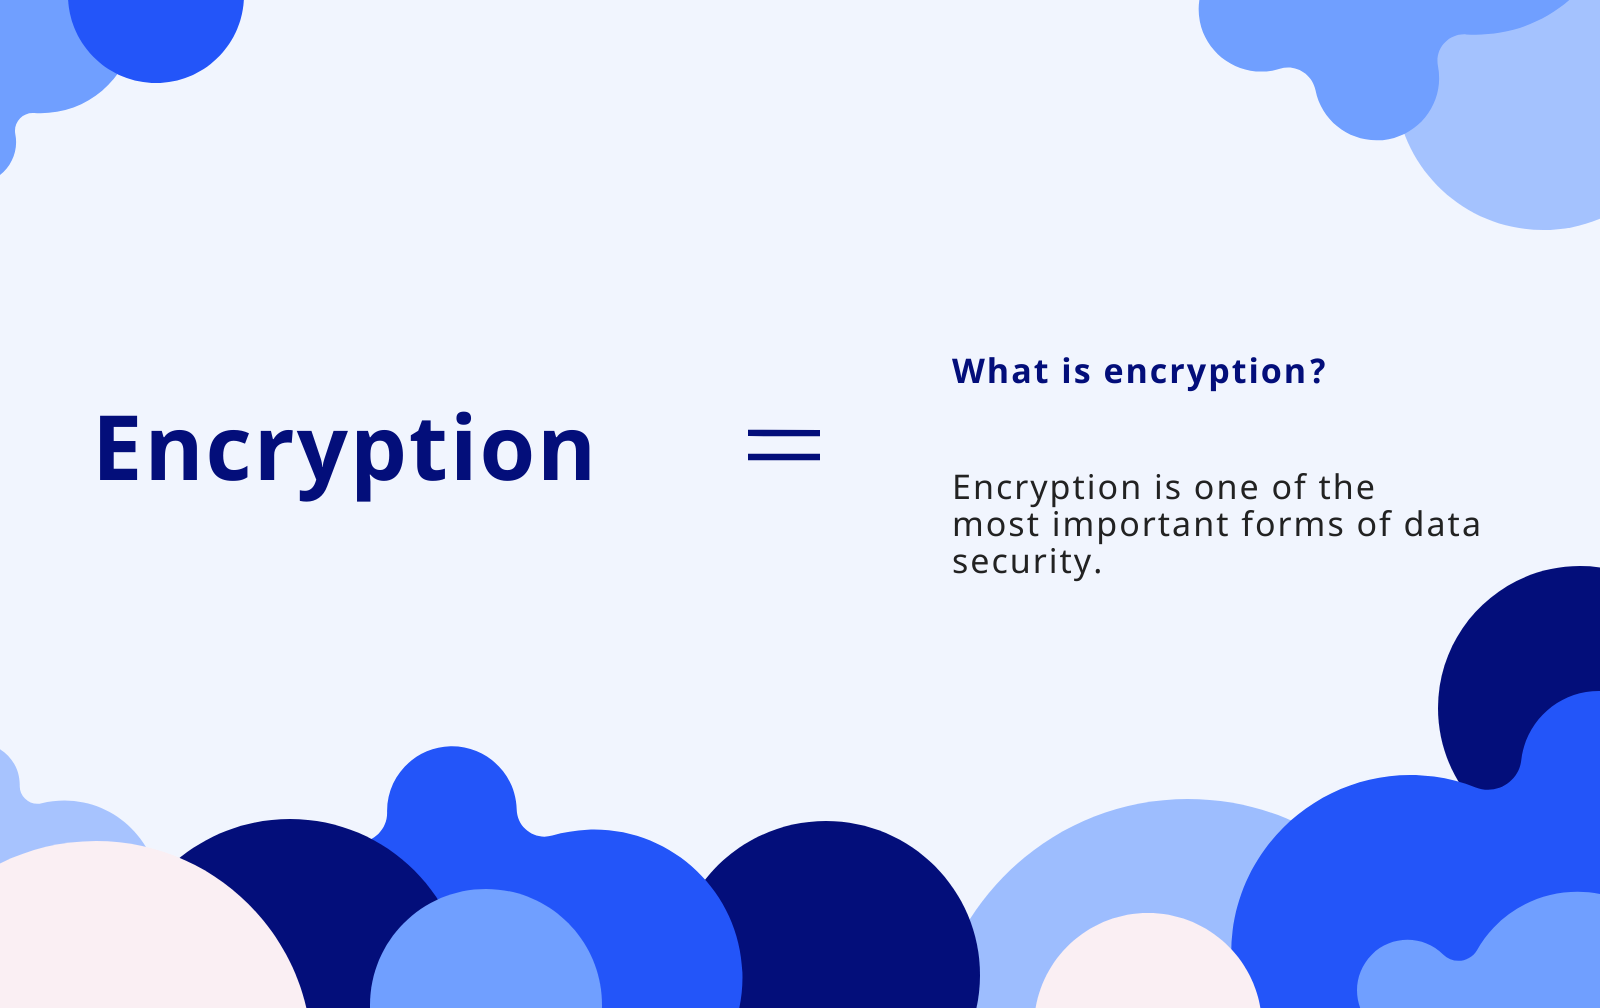 Encryption
=
What is encryption?
Encryption is one of the
most important forms of data
security.